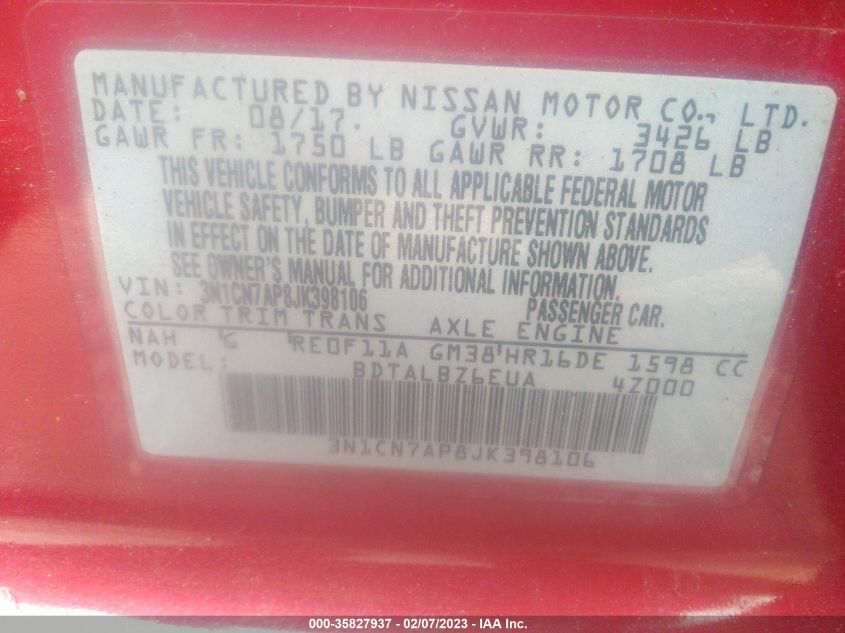 MANUFACTURED BY NISSAN MOTOR CO., LTD.
DATE: 08/17. GVWR: 3426 LB
GAWR FR: 1750 LB GAWR RR: 1708 LB
THIS VEHICLE CONFORMS TO ALL APPLICABLE FEDERAL MOTOR
VEHICLE SAFETY, BUMPER AND THEFT PREVENTION STANDARDS
IN EFFECT ON THE DATE OF MANUFACTURE SHOWN ABOVE.
SEE OWNER'S MANUAL FOR ADDITIONAL INFORMATION.
VIN: 3N1CN7AP8JK398106 PASSENGER CAR.
COLOR TRIM TRANS AXLE ENGINE
NAH G RE0F11A GM38 HR16DE 1598 CC
MODEL: BDTALBZ6EUA 4Z000
3N1CN7AP8JK398106
000-35827937 - 02/07/2023 - IAA Inc.